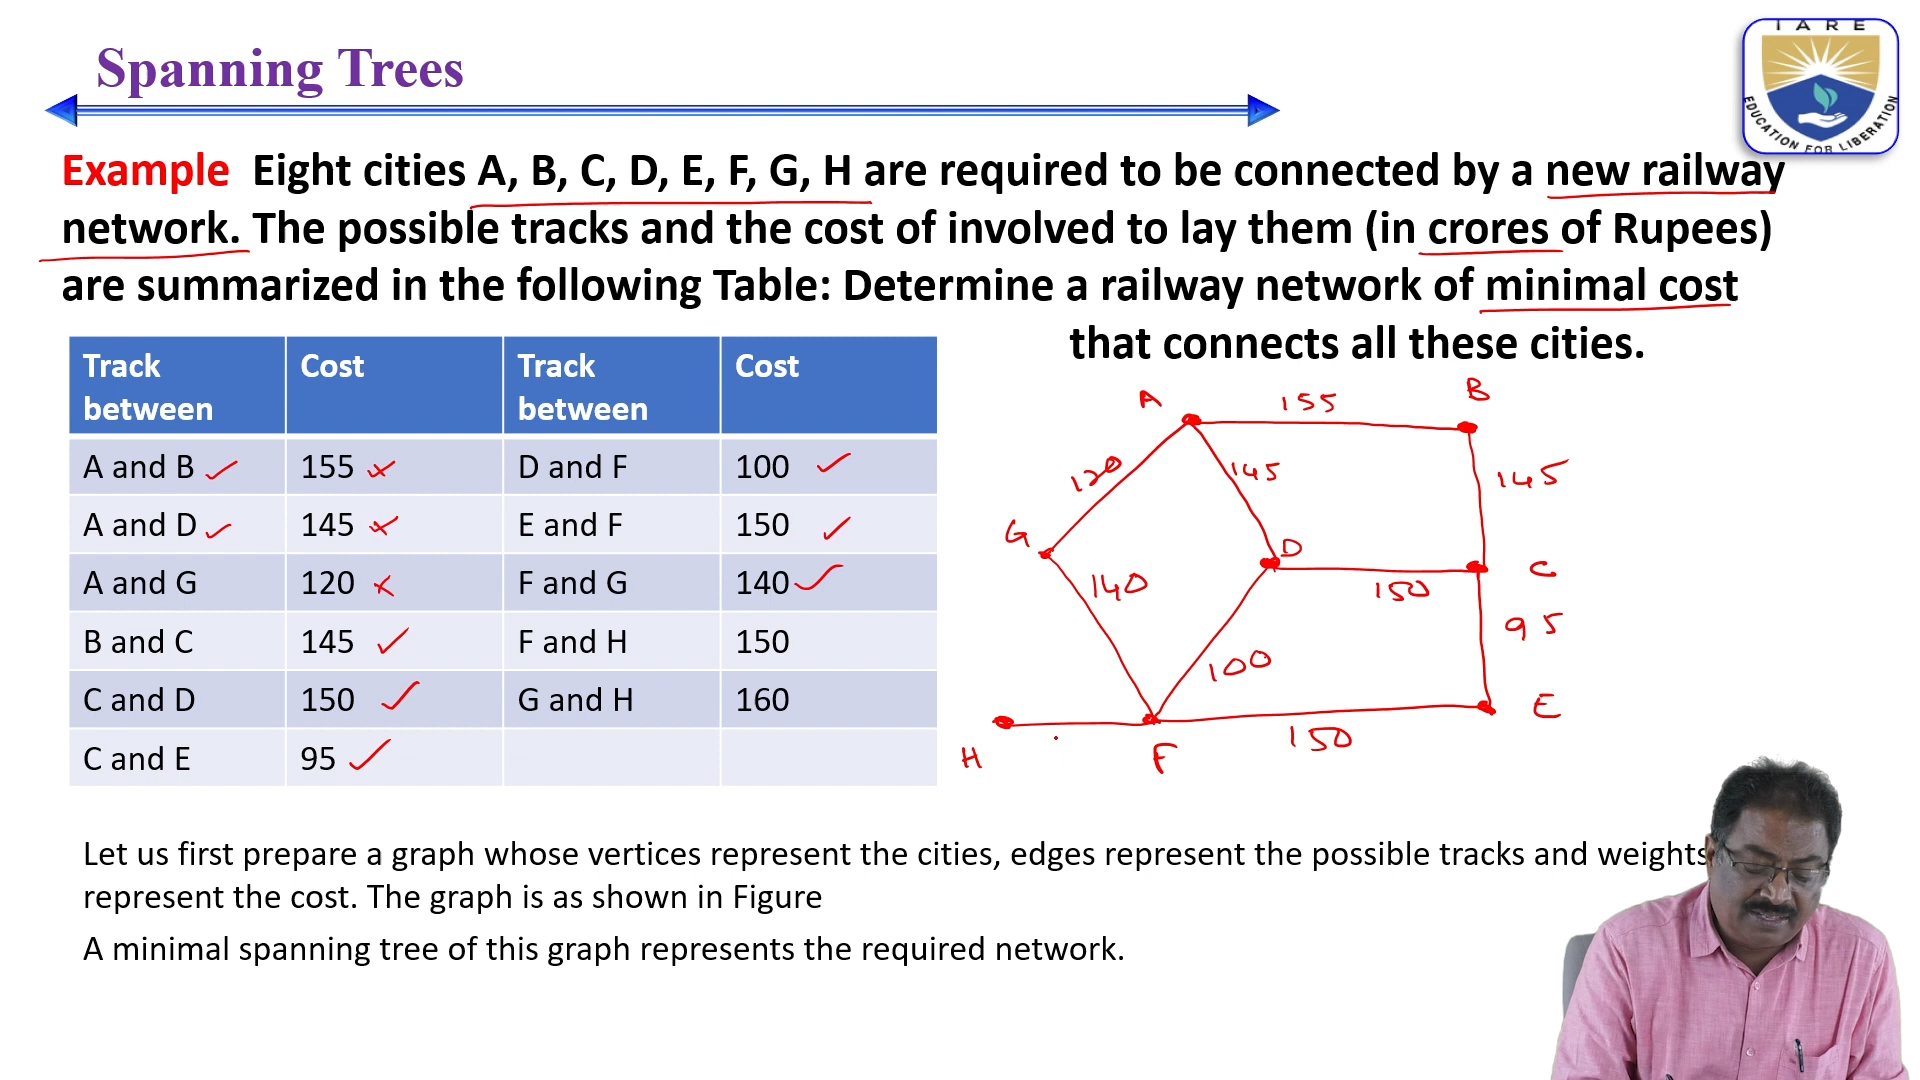 Spanning Trees
IARE
EDUCATION FOR LIBERATION
Example Eight cities A, B, C, D, E, F, G, H are required to be connected by a new railway
network. The possible tracks and the cost of involved to lay them (in crores of Rupees)
are summarized in the following Table: Determine a railway network of minimal cost
that connects all these cities.
Track between Cost Track between Cost
A and B 155 D and F 100
A and D 145 E and F 150
A and G 120 F and G 140
B and C 145 F and H 150
C and D 150 G and H 160
C and E 95
A 155 B
120 145 145
G D
140 150 C
100 95
H F 150 E
Let us first prepare a graph whose vertices represent the cities, edges represent the possible tracks and weights
represent the cost. The graph is as shown in Figure
A minimal spanning tree of this graph represents the required network.